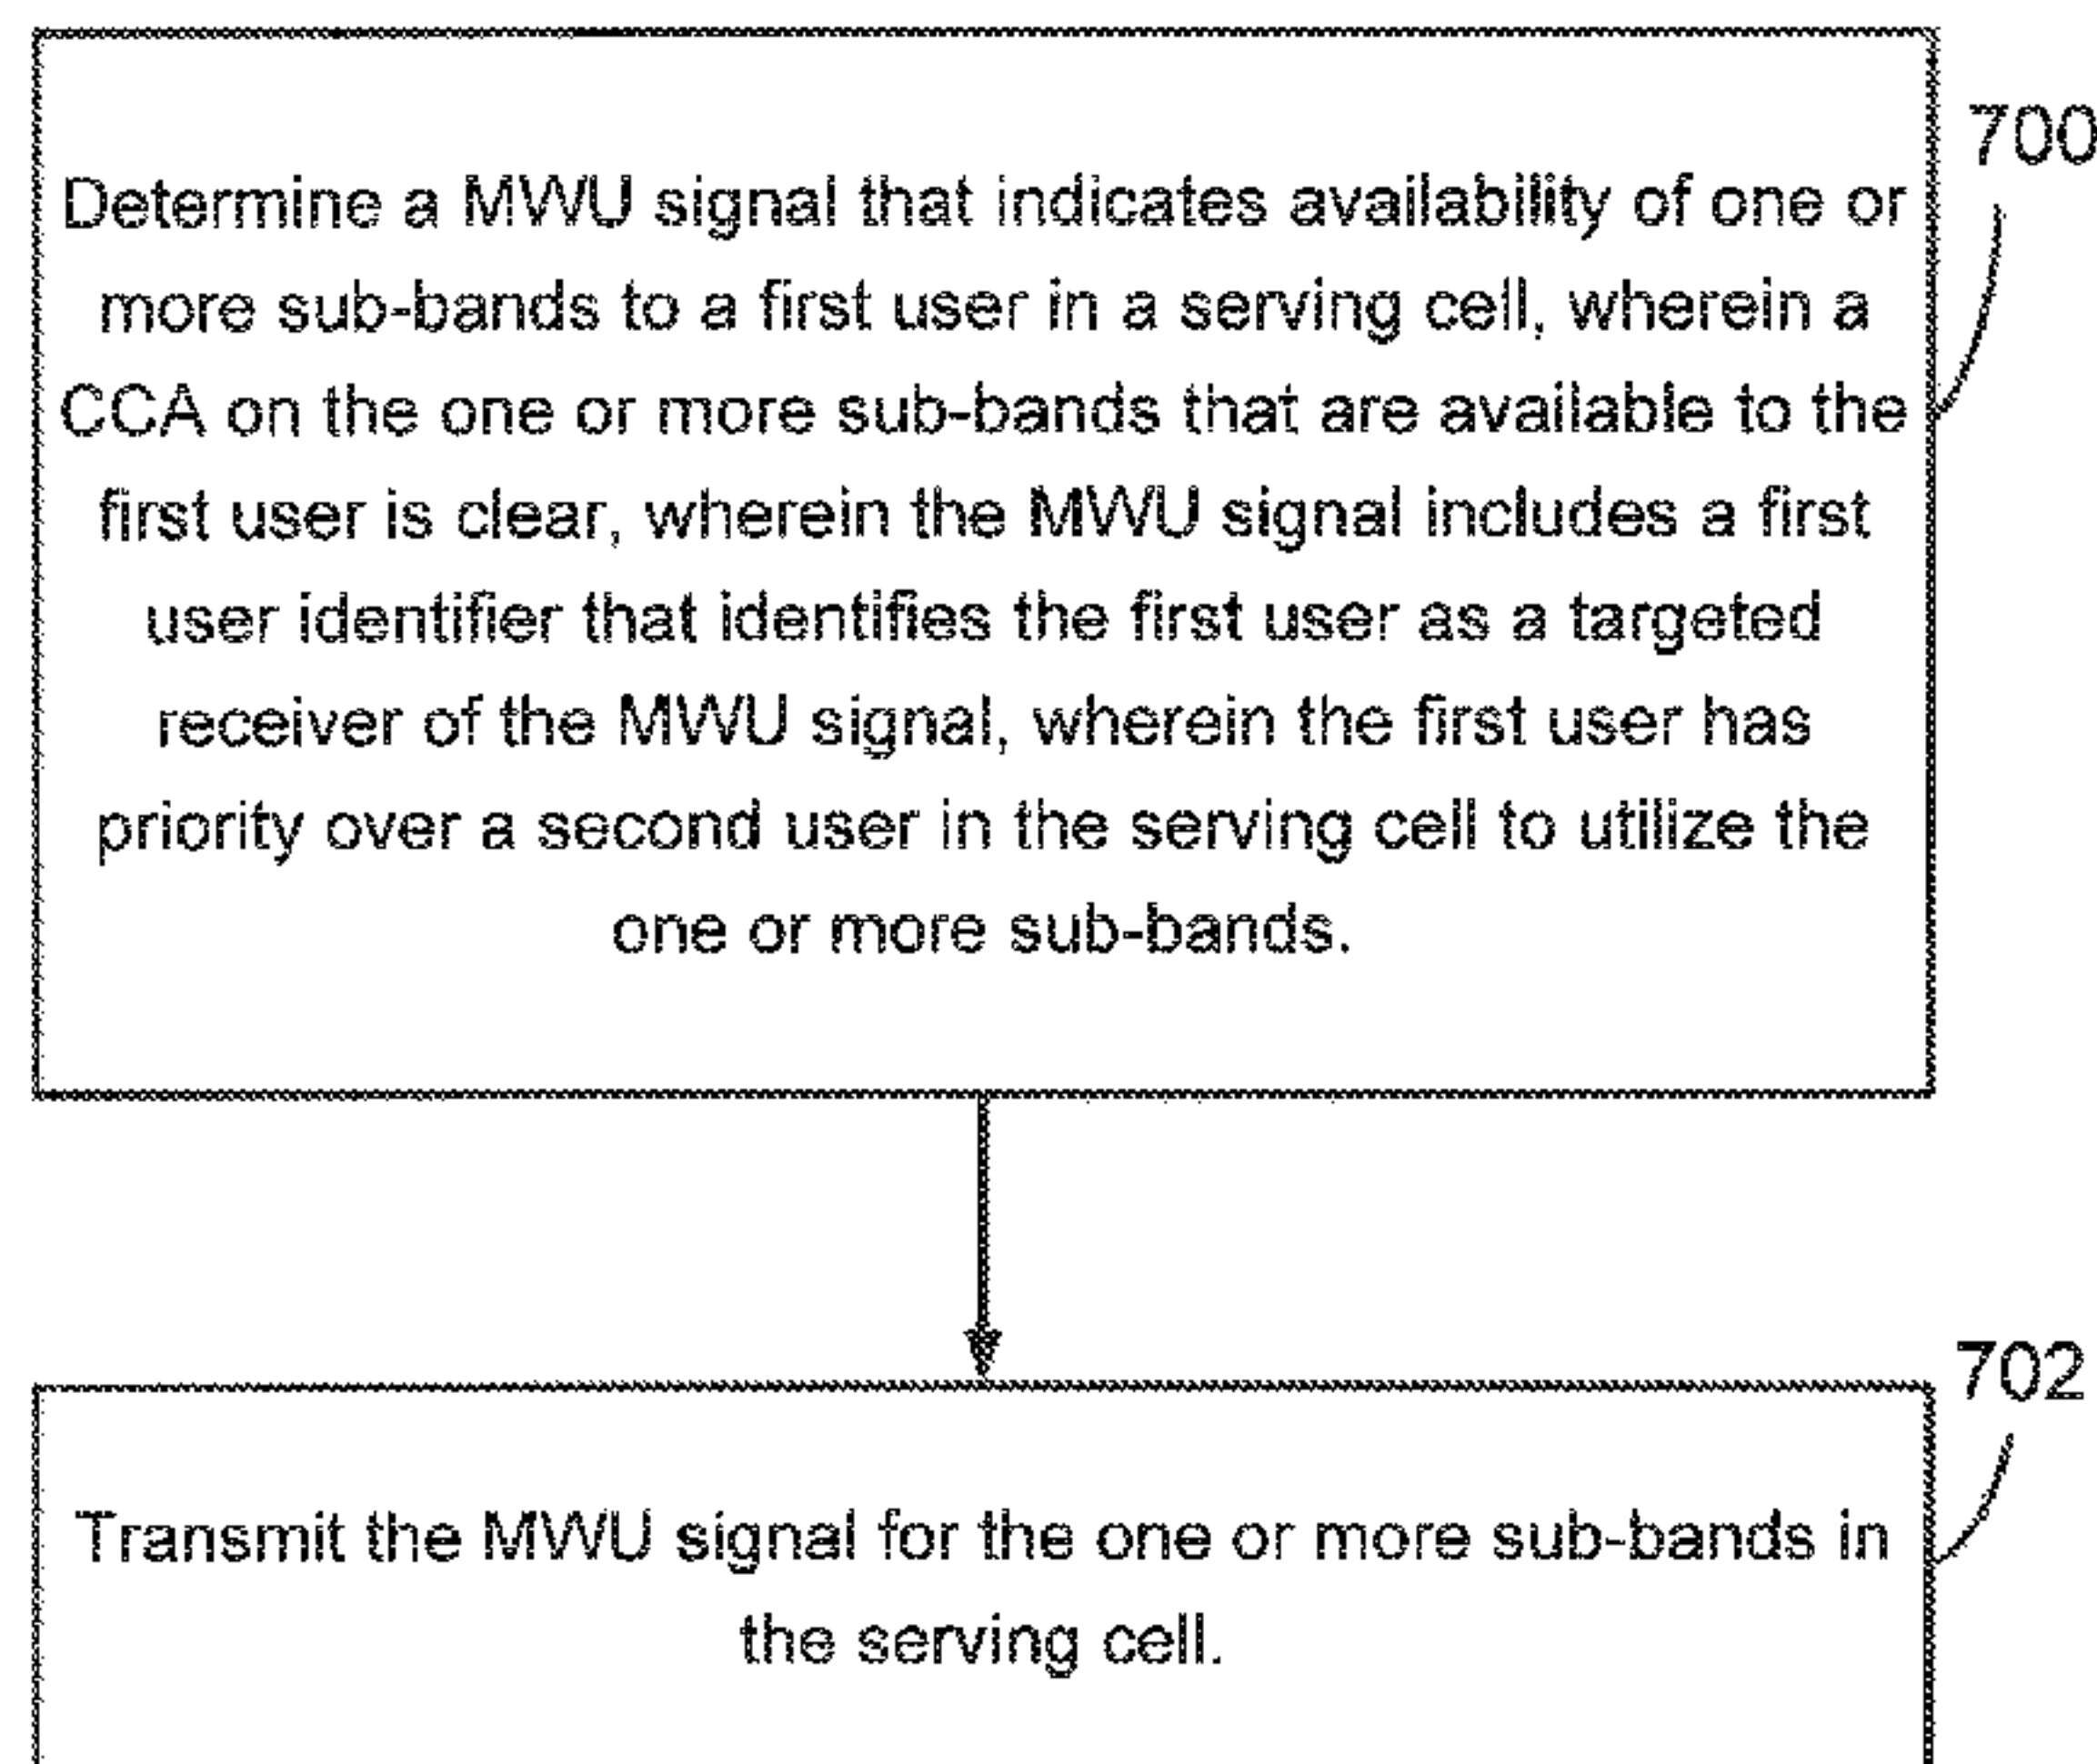 700
Determine a MWU signal that indicates availability of one or
more sub-bands to a first user in a serving cell, wherein a
CCA on the one or more sub-bands that are available to the
first user is clear, wherein the MWU signal includes a first
user identifier that identifies the first user as a targeted
receiver of the MWU signal, wherein the first user has
priority over a second user in the serving cell to utilize the
one or more sub-bands.
702
Transmit the MWU signal for the one or more sub-bands in
the serving cell.